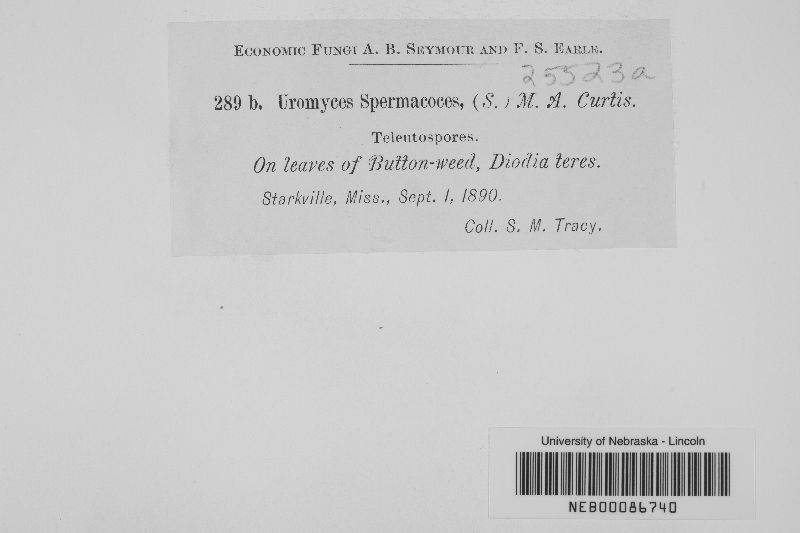 Economic Fungi A. B. Seymour and F. S. Earle.
25523a
289 b. Uromyces Spermacoces, (S.) M. A. Curtis.
Teleutospores.
On leaves of Button-weed, Diodia teres.
Starkville, Miss., Sept. 1, 1890.
Coll. S. M. Tracy.
University of Nebraska - Lincoln
NEB00086740